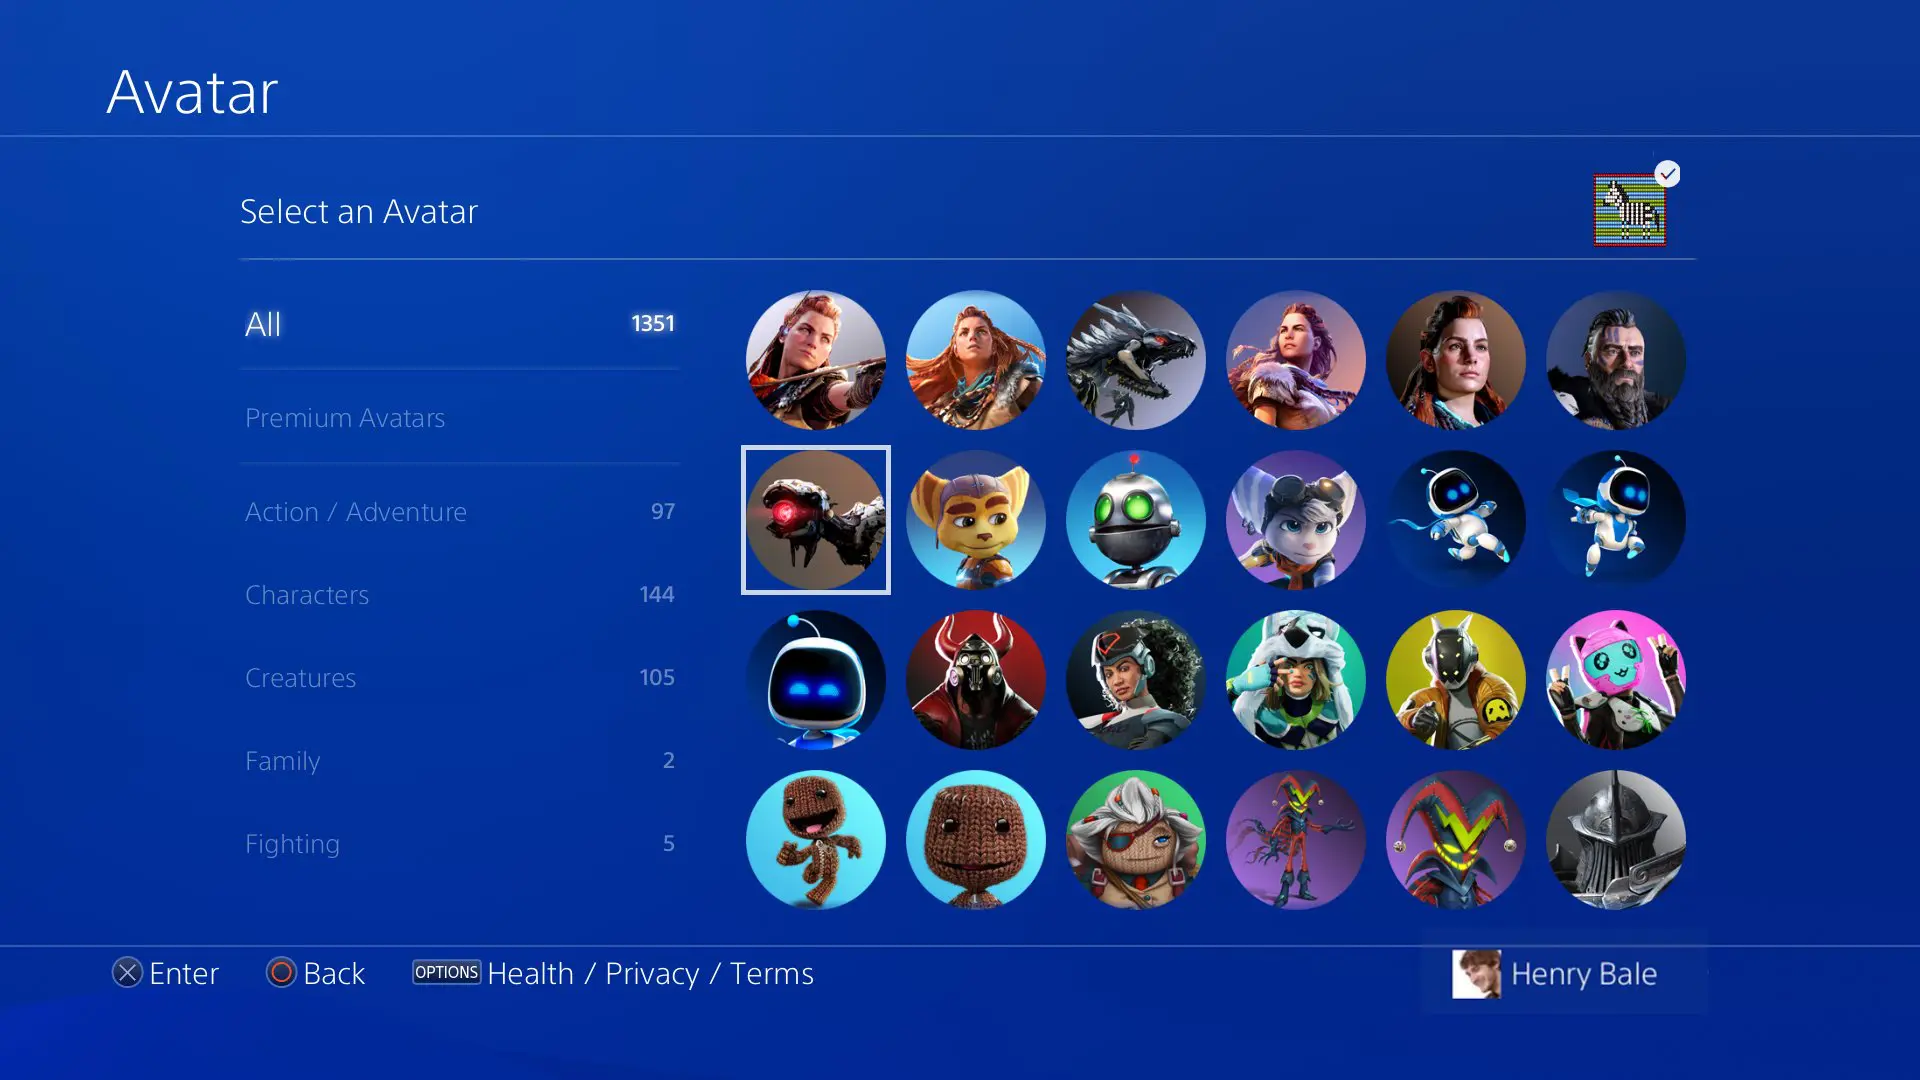 Avatar
Select an Avatar
All 1351
Premium Avatars
Action / Adventure 97
Characters 144
Creatures 105
Family 2
Fighting 5
Enter Back OPTIONS Health / Privacy / Terms Henry Bale